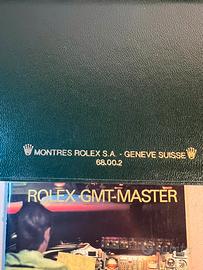 MONTRES ROLEX S.A - GENEVE SUISSE
68.00.2
ROLEX GMT-MASTER